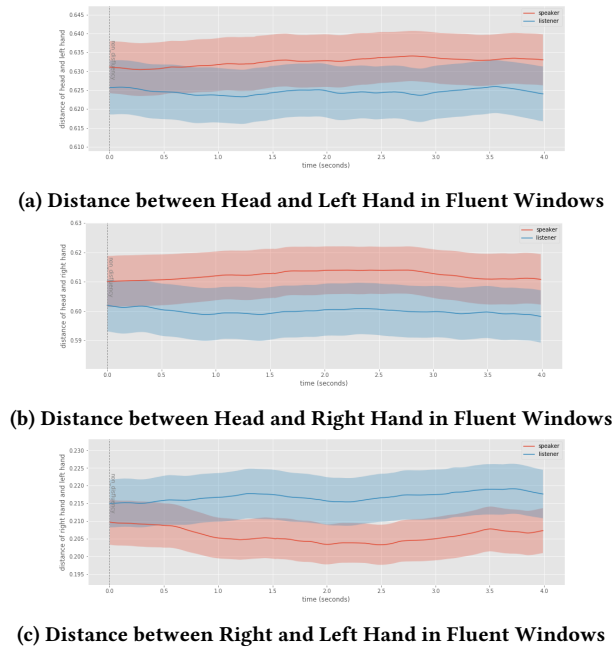 0.645
0.640
0.635
0.630
0.625
0.620
0.615
0.610
distance of head and left hand
non_disfluency
speaker
listener
0.0 0.5 1.0 1.5 2.0 2.5 3.0 3.5 4.0
time (seconds)
(a) Distance between Head and Left Hand in Fluent Windows
0.63
0.62
0.61
0.60
0.59
distance of head and right hand
speaker
listener
0.0 0.5 1.0 1.5 2.0 2.5 3.0 3.5 4.0
time (seconds)
(b) Distance between Head and Right Hand in Fluent Windows
0.230
0.225
0.220
0.215
0.210
0.205
0.200
0.195
distance of right hand and left hand
speaker
listener
0.0 0.5 1.0 1.5 2.0 2.5 3.0 3.5 4.0
time (seconds)
(c) Distance between Right and Left Hand in Fluent Windows